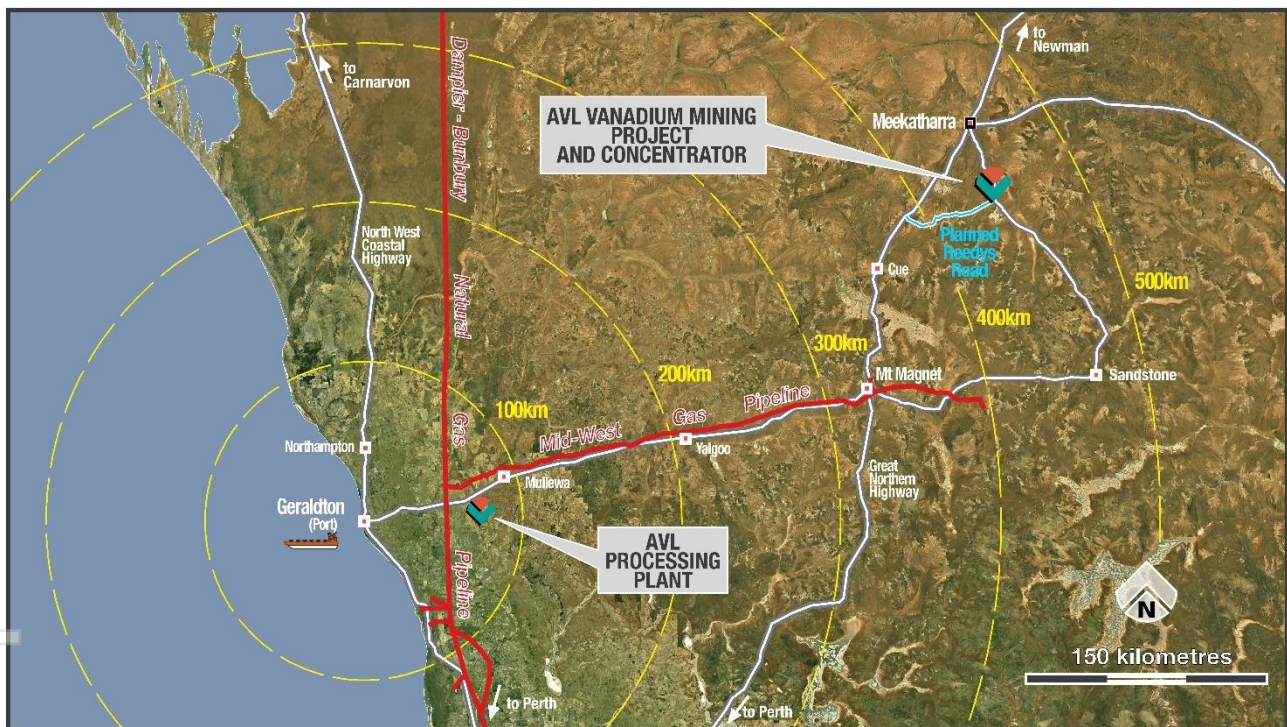 to
Carnarvon
Dampier - Bunbury
Natural
Gas
Pipeline
to
Newman
AVL VANADIUM MINING
PROJECT
AND CONCENTRATOR
Meekatharra
North West
Coastal
Highway
Planned
Reedys
Road
Cue
500km
400km
300km
200km
100km
Mt Magnet
Sandstone
Mid-West
Gas
Pipeline
Yalgoo
Northampton
Mullewa
Great
Northern
Highway
Geraldton
(Port)
AVL
PROCESSING
PLANT
N
150 kilometres
to Perth
to Perth